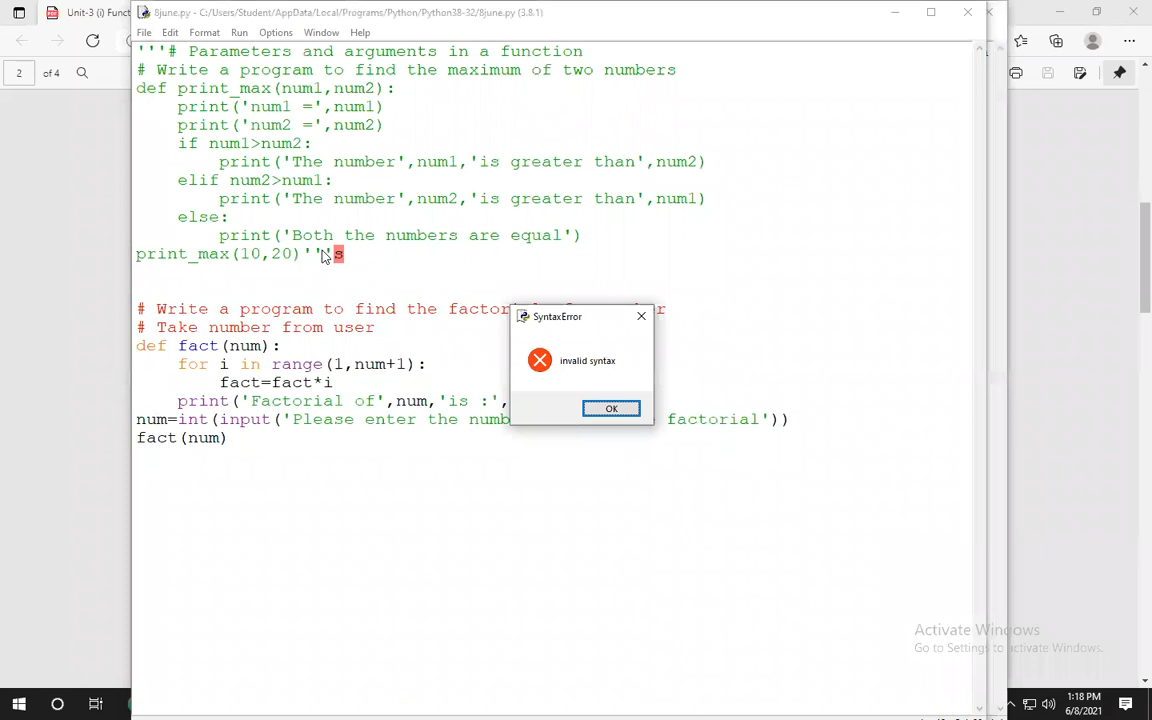 Unit-3 (i) Funct
8june.py - C:/Users/Student/AppData/Local/Programs/Python/Python38-32/8june.py (3.8.1)
File Edit Format Run Options Window Help
2 of 4
'''# Parameters and arguments in a function
# Write a program to find the maximum of two numbers
def print_max(num1,num2):
    print('num1 =',num1)
    print('num2 =',num2)
    if num1>num2:
        print('The number',num1,'is greater than',num2)
    elif num2>num1:
        print('The number',num2,'is greater than',num1)
    else:
        print('Both the numbers are equal')
print_max(10,20)'''s
# Write a program to find the factor
# Take number from user
def fact(num):
    for i in range(1,num+1):
        fact=fact*i
    print('Factorial of',num,'is :',
num=int(input('Please enter the numb factorial'))
fact(num)
SyntaxError
invalid syntax
OK
Activate Windows
Go to Settings to activate Windows.
1:18 PM
6/8/2021